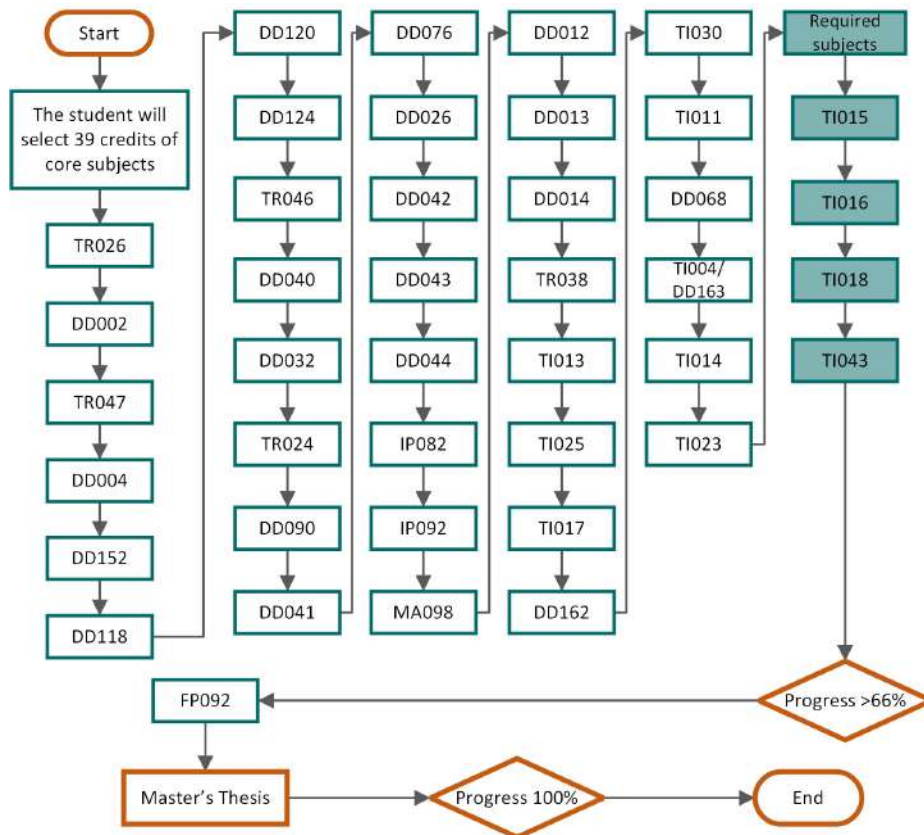 Start
The student will
select 39 credits of
core subjects
TR026
DD002
TR047
DD004
DD152
DD118
DD120
DD124
TR046
DD040
DD032
TR024
DD090
DD041
DD076
DD026
DD042
DD043
DD044
IP082
IP092
MA098
DD012
DD013
DD014
TR038
TI013
TI025
TI017
DD162
TI030
TI011
DD068
TI004/
DD163
TI014
TI023
Required
subjects
TI015
TI016
TI018
TI043
Progress >66%
FP092
Master's Thesis
Progress 100%
End